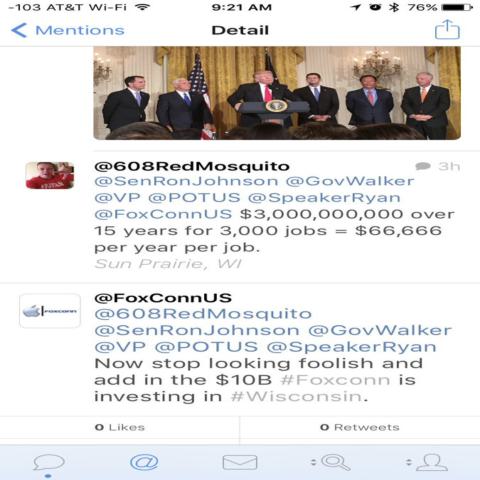 -103 AT&T Wi-Fi 9:21 AM 76%
Mentions Detail
@608RedMosquito 3h
@SenRonJohnson @GovWalker
@VP @POTUS @SpeakerRyan
@FoxConnUS $3,000,000,000 over
15 years for 3,000 jobs = $66,666
per year per job.
Sun Prairie, WI
FOXCONN
@FoxConnUS
@608RedMosquito
@SenRonJohnson @GovWalker
@VP @POTUS @SpeakerRyan
Now stop looking foolish and
add in the $10B #Foxconn is
investing in #Wisconsin.
0 Likes 0 Retweets